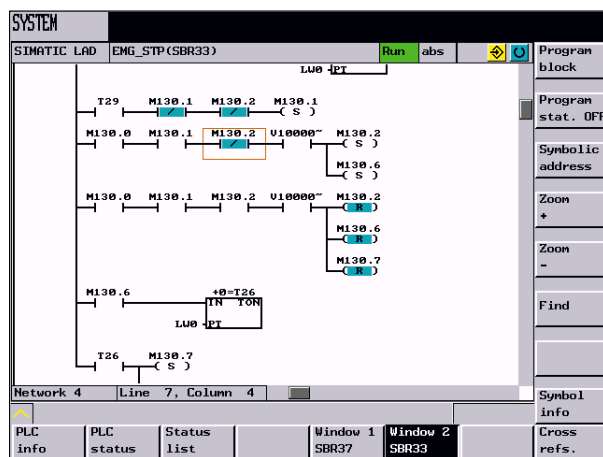 SYSTEM
SIMATIC LAD EMG_STP(SBR33) Run abs
LW0 PT
T29 M130.1 M130.2 M130.1
/ / ( S )
M130.0 M130.1 M130.2 V10000~ M130.2
/ ( S )
M130.6
( S )
M130.0 M130.1 M130.2 V10000~ M130.2
( R )
M130.6
( R )
M130.7
( R )
M130.6 +0=T26
IN TON
LW0 PT
T26 M130.7
( S )
Network 4 Line 7, Column 4
Program
block
Program
stat. OFF
Symbolic
address
Zoom
+
Zoom
-
Find
Symbol
info
Cross
refs.
PLC
info
PLC
status
Status
list
Window 1
SBR37
Window 2
SBR33